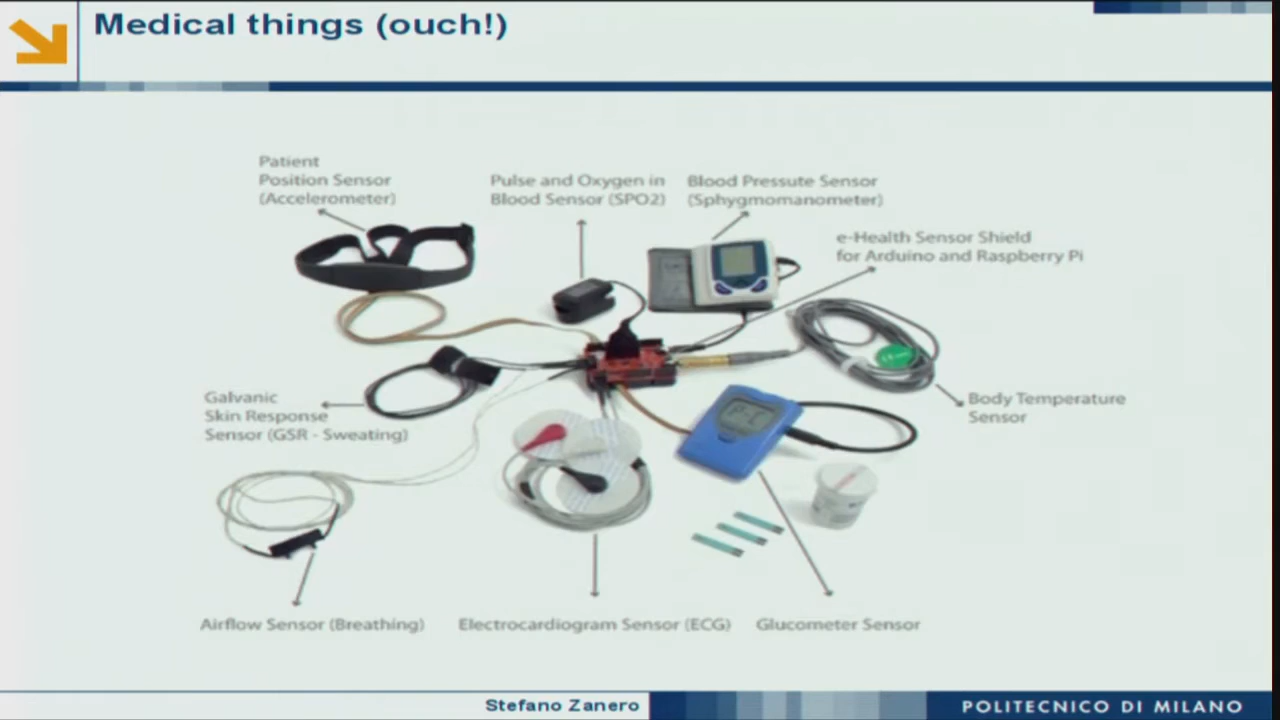 Medical things (ouch!)
Patient
Position Sensor
(Accelerometer)
Pulse and Oxygen in
Blood Sensor (SPO2)
Blood Pressute Sensor
(Sphygmomanometer)
e-Health Sensor Shield
for Arduino and Raspberry Pi
Galvanic
Skin Response
Sensor (GSR - Sweating)
Body Temperature
Sensor
Airflow Sensor (Breathing)
Electrocardiogram Sensor (ECG)
Glucometer Sensor
Stefano Zanero
POLITECNICO DI MILANO